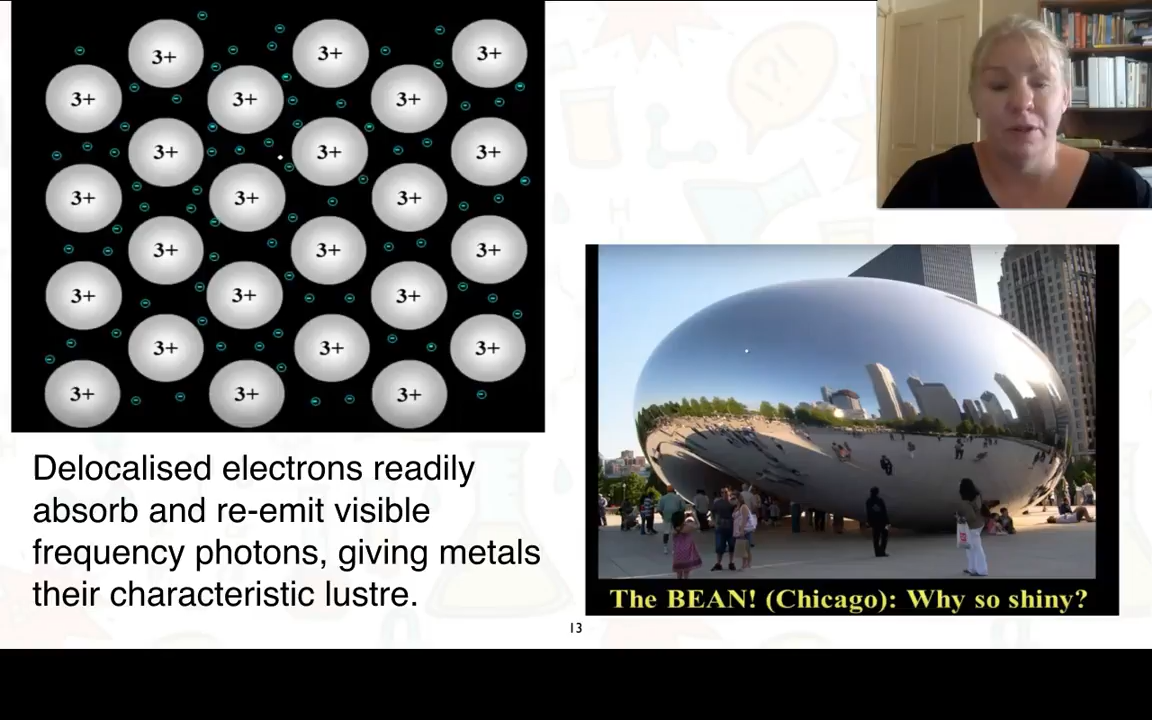 3+ 3+ 3+
3+ 3+ 3+
3+ 3+ 3+
3+ 3+ 3+
3+ 3+ 3+
3+ 3+ 3+
3+ 3+ 3+
3+ 3+ 3+
Delocalised electrons readily
absorb and re-emit visible
frequency photons, giving metals
their characteristic lustre.
The BEAN! (Chicago): Why so shiny?
13